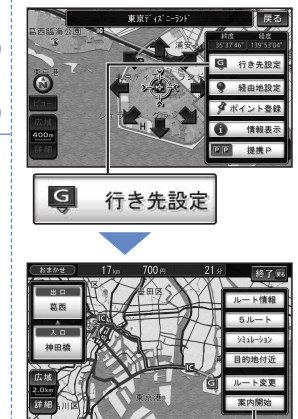 東京ディズニーランド
戻る
葛西臨海公園
浦安
緯度 経度
35°37'46" 139°53'04"
G 行き先設定
経由地設定
ポイント登録
i 情報表示
P P 提携P
ビュー
広域
400m
詳細
G 行き先設定
おまかせ 17km 700円 21分 終了
出口
葛西
入口
神田橋
広域
2.0km
詳細
品川区
東京港
IC
IC
G
ルート情報
5ルート
シミュレーション
目的地付近
ルート変更
案内開始